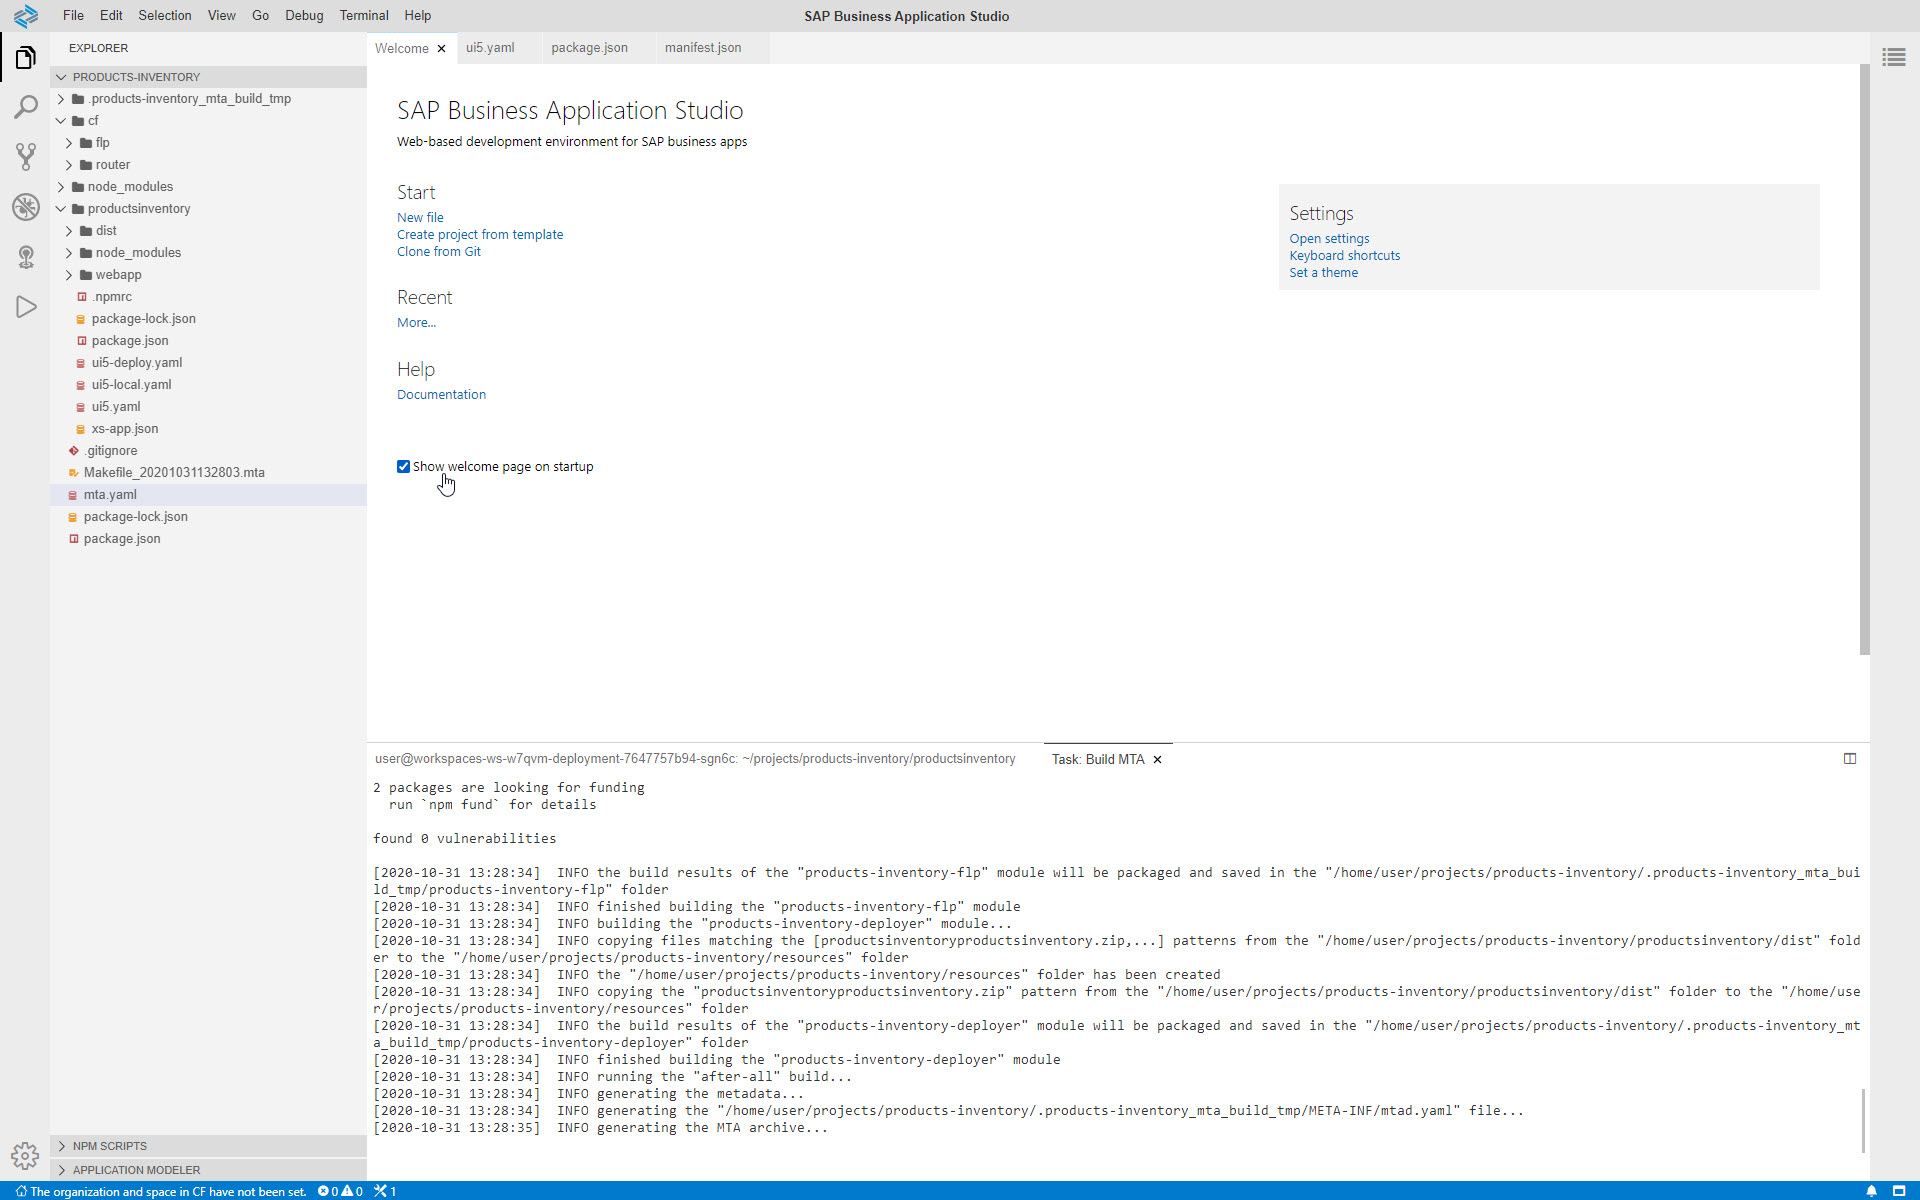 File Edit Selection View Go Debug Terminal Help
SAP Business Application Studio
EXPLORER
PRODUCTS-INVENTORY
.products-inventory_mta_build_tmp
cf
flp
router
node_modules
productsinventory
dist
node_modules
webapp
.npmrc
package-lock.json
package.json
ui5-deploy.yaml
ui5-local.yaml
ui5.yaml
xs-app.json
.gitignore
Makefile_20201031132803.mta
mta.yaml
package-lock.json
package.json
NPM SCRIPTS
APPLICATION MODELER
Welcome ui5.yaml package.json manifest.json
SAP Business Application Studio
Web-based development environment for SAP business apps
Start
New file
Create project from template
Clone from Git
Recent
More...
Help
Documentation
Show welcome page on startup
Settings
Open settings
Keyboard shortcuts
Set a theme
user@workspaces-ws-w7qvm-deployment-7647757b94-sgn6c: ~/projects/products-inventory/productsinventory Task: Build MTA
2 packages are looking for funding
run `npm fund` for details
found 0 vulnerabilities
[2020-10-31 13:28:34]  INFO the build results of the "products-inventory-flp" module will be packaged and saved in the "/home/user/projects/products-inventory/.products-inventory_mta_bui
ld_tmp/products-inventory-flp" folder
[2020-10-31 13:28:34]  INFO finished building the "products-inventory-flp" module
[2020-10-31 13:28:34]  INFO building the "products-inventory-deployer" module...
[2020-10-31 13:28:34]  INFO copying files matching the [productsinventoryproductsinventory.zip,...] patterns from the "/home/user/projects/products-inventory/productsinventory/dist" fold
er to the "/home/user/projects/products-inventory/resources" folder
[2020-10-31 13:28:34]  INFO the "/home/user/projects/products-inventory/resources" folder has been created
[2020-10-31 13:28:34]  INFO copying the "productsinventoryproductsinventory.zip" pattern from the "/home/user/projects/products-inventory/productsinventory/dist" folder to the "/home/use
r/projects/products-inventory/resources" folder
[2020-10-31 13:28:34]  INFO the build results of the "products-inventory-deployer" module will be packaged and saved in the "/home/user/projects/products-inventory/.products-inventory_mt
a_build_tmp/products-inventory-deployer" folder
[2020-10-31 13:28:34]  INFO finished building the "products-inventory-deployer" module
[2020-10-31 13:28:34]  INFO running the "after-all" build...
[2020-10-31 13:28:34]  INFO generating the metadata...
[2020-10-31 13:28:34]  INFO generating the "/home/user/projects/products-inventory/.products-inventory_mta_build_tmp/META-INF/mtad.yaml" file...
[2020-10-31 13:28:35]  INFO generating the MTA archive...
The organization and space in CF have not been set. 0 0 1